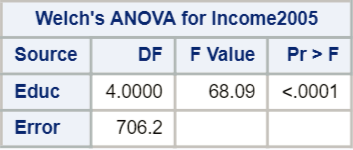 Welch's ANOVA for Income2005
Source DF F Value Pr > F
Educ 4.0000 68.09 <.0001
Error 706.2